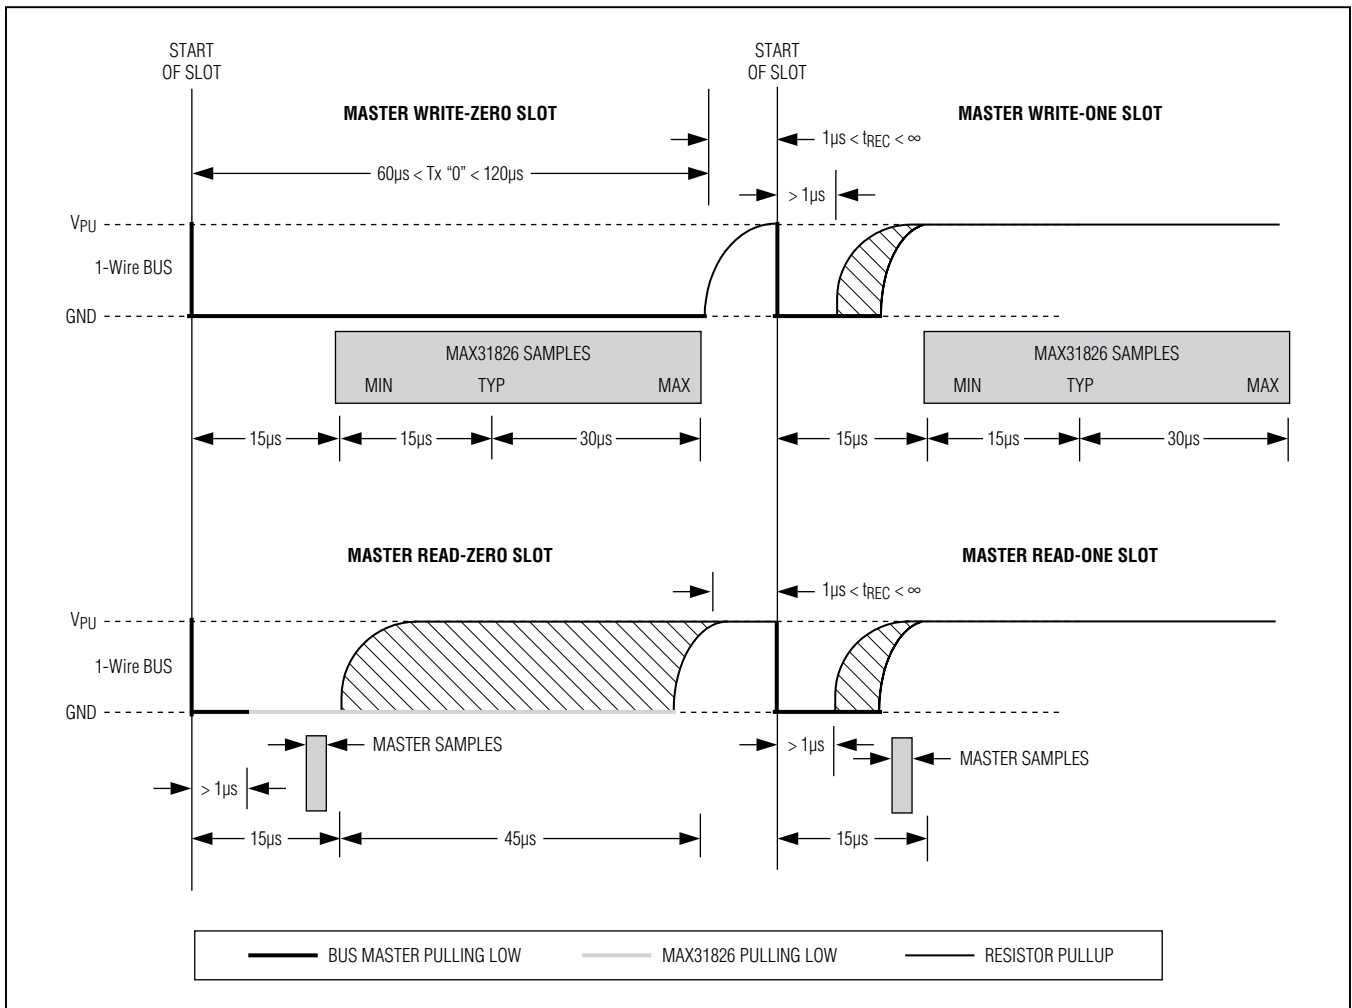 START
OF SLOT
START
OF SLOT
MASTER WRITE-ZERO SLOT
MASTER WRITE-ONE SLOT
1µs < tREC < ∞
60µs < Tx “0” < 120µs
> 1µs
VPU
1-Wire BUS
GND
MAX31826 SAMPLES
MIN TYP MAX
MAX31826 SAMPLES
MIN TYP MAX
15µs 15µs 30µs 15µs 15µs 30µs
MASTER READ-ZERO SLOT
MASTER READ-ONE SLOT
1µs < tREC < ∞
VPU
1-Wire BUS
GND
MASTER SAMPLES
> 1µs
MASTER SAMPLES
> 1µs
15µs 45µs 15µs
BUS MASTER PULLING LOW MAX31826 PULLING LOW RESISTOR PULLUP